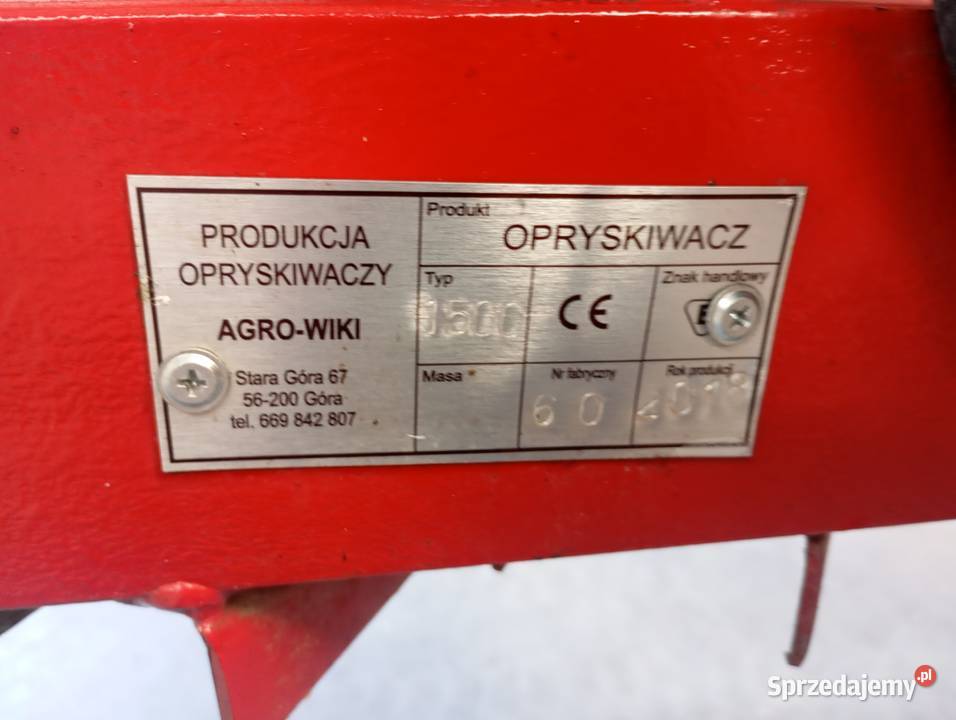 PRODUKCJA
OPRYSKIWACZY
AGRO-WIKI
Stara Góra 67
56-200 Góra
tel. 669 842 807
Produkt
OPRYSKIWACZ
Typ
CE
Znak handlowy
Masa *
Nr fabryczny
60
Rok produkcji
Sprzedajemy.pl